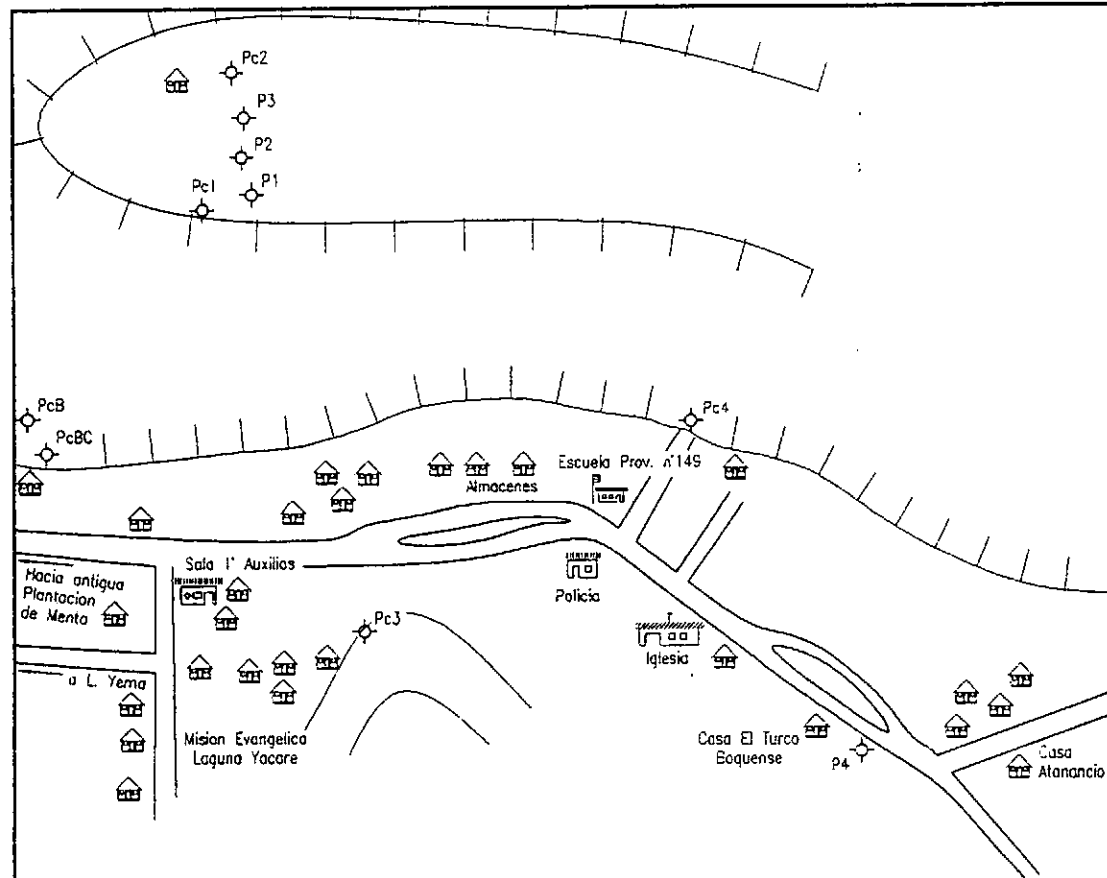 Pc2
P3
P2
P1
Pc1
PcB
PcBC
Pc4
Escuela Prov. n°149
Almacenes
Sala 1° Auxilios
Hacia antigua
Plantacion
de Menta
Policia
Pc3
Iglesia
a L. Yema
Mision Evangelica
Laguna Yacare
Casa El Turco
Boquense
P4
Casa
Atanancio